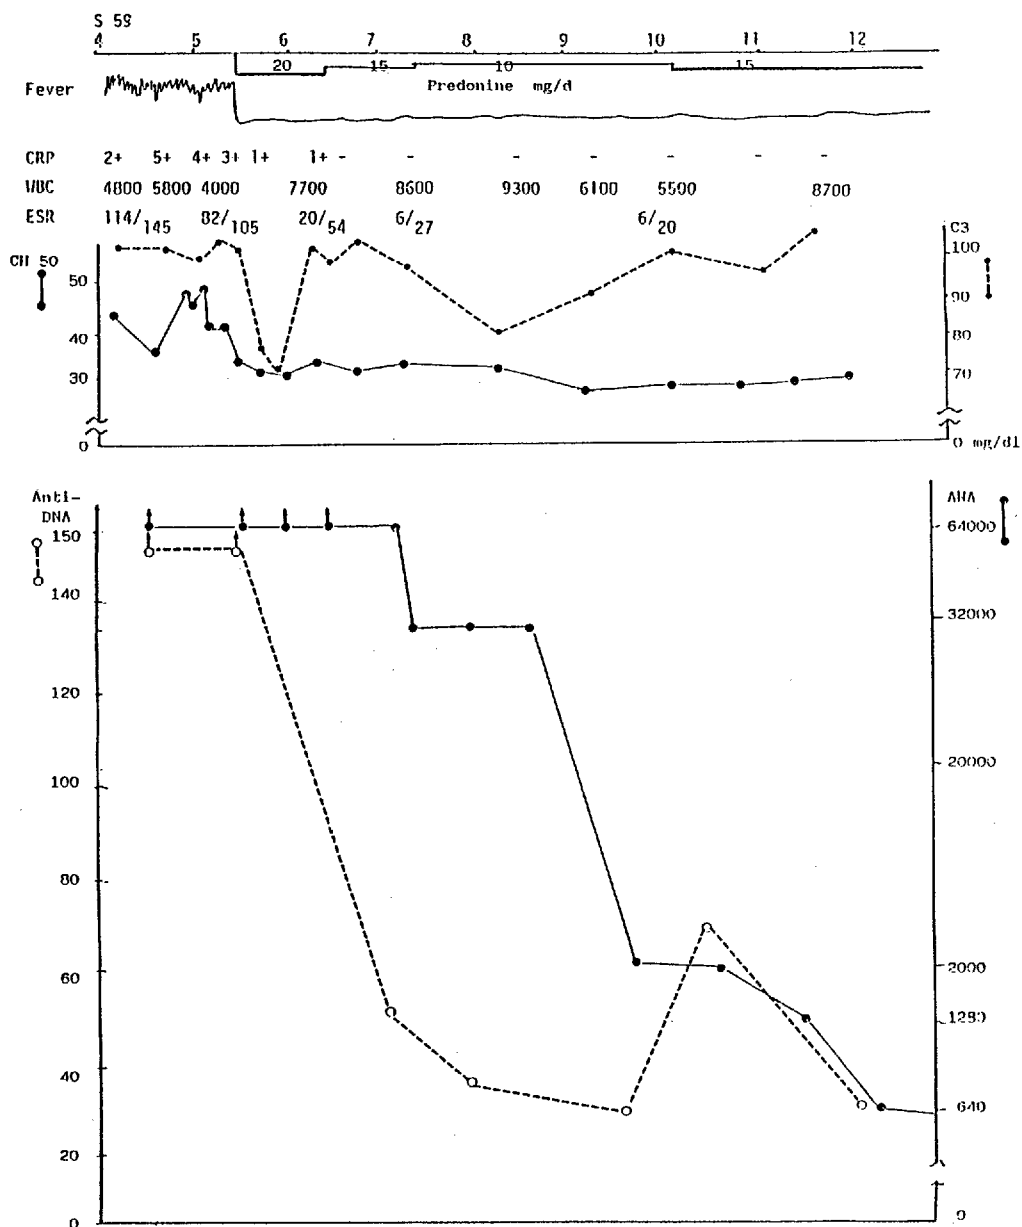 S 59
4 5 6 7 8 9 10 11 12
20 15 10 15
Fever Predonine mg/d
CRP 2+ 5+ 4+ 3+ 1+ 1+ - - - - - - -
WBC 4800 5800 4000 7700 8600 9300 6100 5500 8700
ESR 114/145 82/105 20/54 6/27 6/20
CH 50 C3
100
50 90
40 80
30 70
0 0 mg/dl
Anti-DNA ANA
150 64000
140 32000
120
100 20000
80
60 2000
1280
40 640
20
0 0